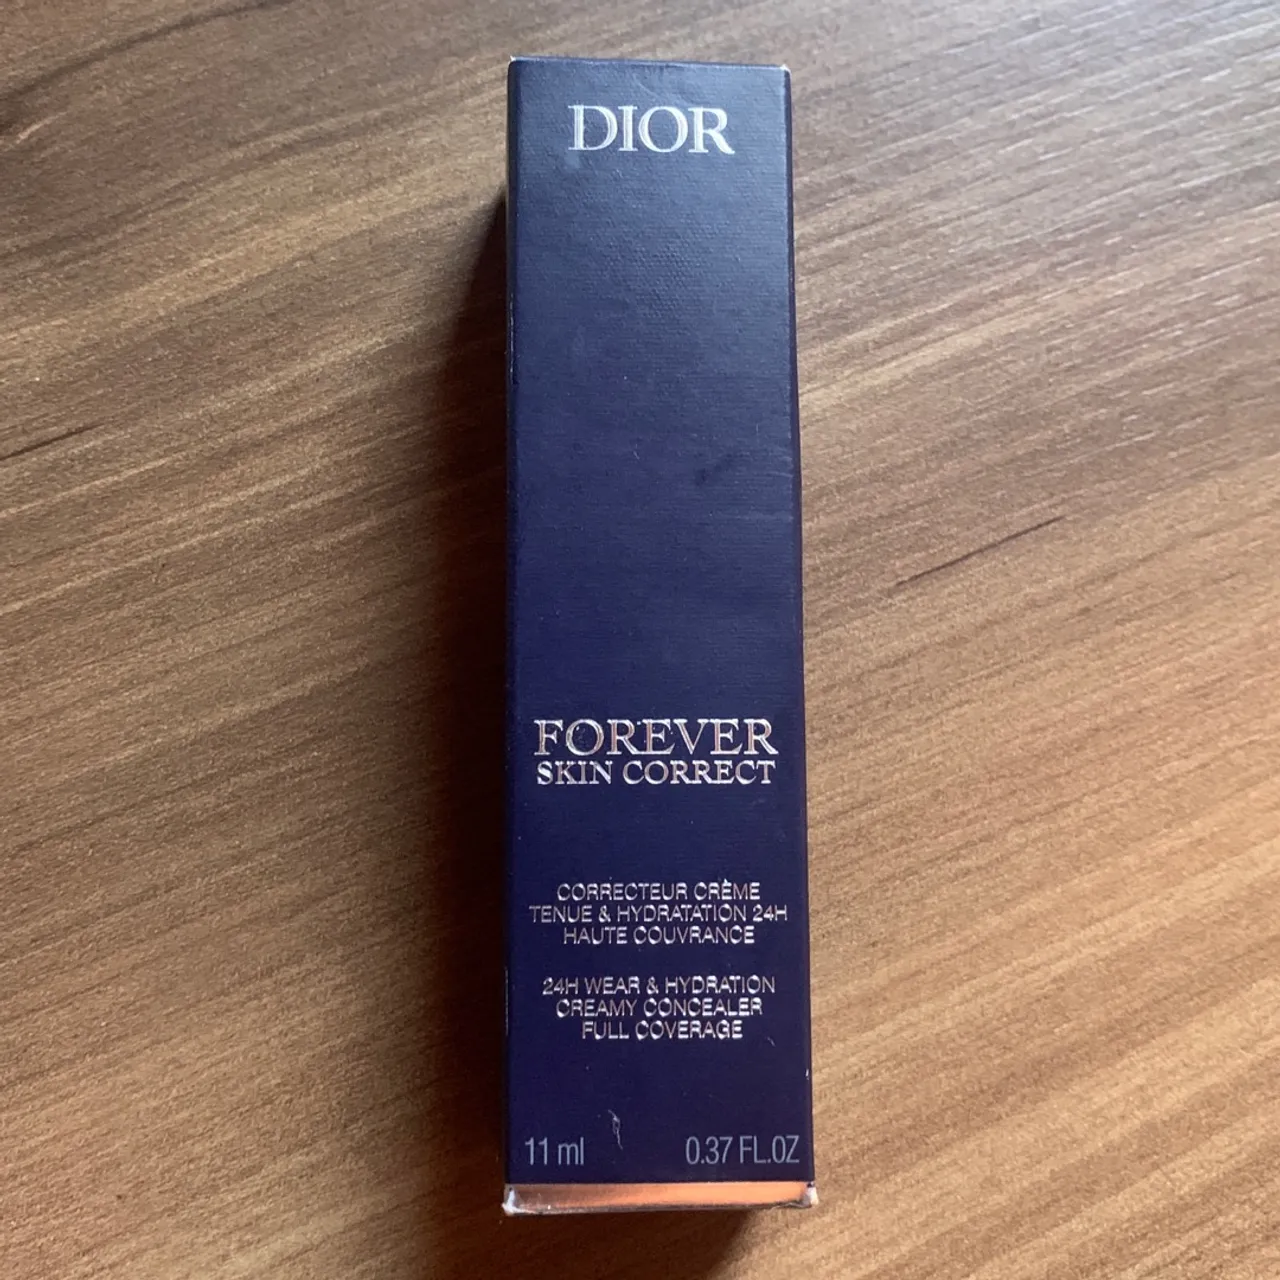 DIOR
FOREVER
SKIN CORRECT
CORRECTEUR CRÈME
TENUE & HYDRATATION 24H
HAUTE COUVRANCE
24H WEAR & HYDRATION
CREAMY CONCEALER
FULL COVERAGE
11 ml 0.37 FL.OZ